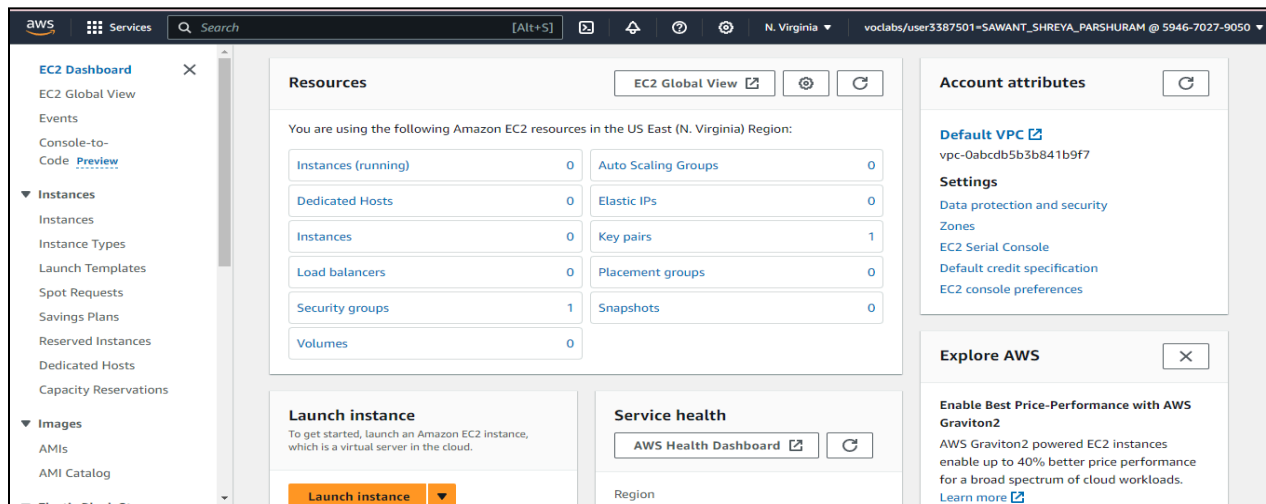 aws
Services
Search
[Alt+S]
N. Virginia
voclabs/user3387501=SAWANT_SHREYA_PARSHURAM @ 5946-7027-9050
EC2 Dashboard
EC2 Global View
Events
Console-to-
Code Preview
Instances
Instances
Instance Types
Launch Templates
Spot Requests
Savings Plans
Reserved Instances
Dedicated Hosts
Capacity Reservations
Images
AMIs
AMI Catalog
Resources
EC2 Global View
You are using the following Amazon EC2 resources in the US East (N. Virginia) Region:
Instances (running) 0
Auto Scaling Groups 0
Dedicated Hosts 0
Elastic IPs 0
Instances 0
Key pairs 1
Load balancers 0
Placement groups 0
Security groups 1
Snapshots 0
Volumes 0
Launch instance
To get started, launch an Amazon EC2 instance,
which is a virtual server in the cloud.
Launch instance
Service health
AWS Health Dashboard
Region
Account attributes
Default VPC
vpc-0abcdb5b3b841b9f7
Settings
Data protection and security
Zones
EC2 Serial Console
Default credit specification
EC2 console preferences
Explore AWS
Enable Best Price-Performance with AWS
Graviton2
AWS Graviton2 powered EC2 instances
enable up to 40% better price performance
for a broad spectrum of cloud workloads.
Learn more